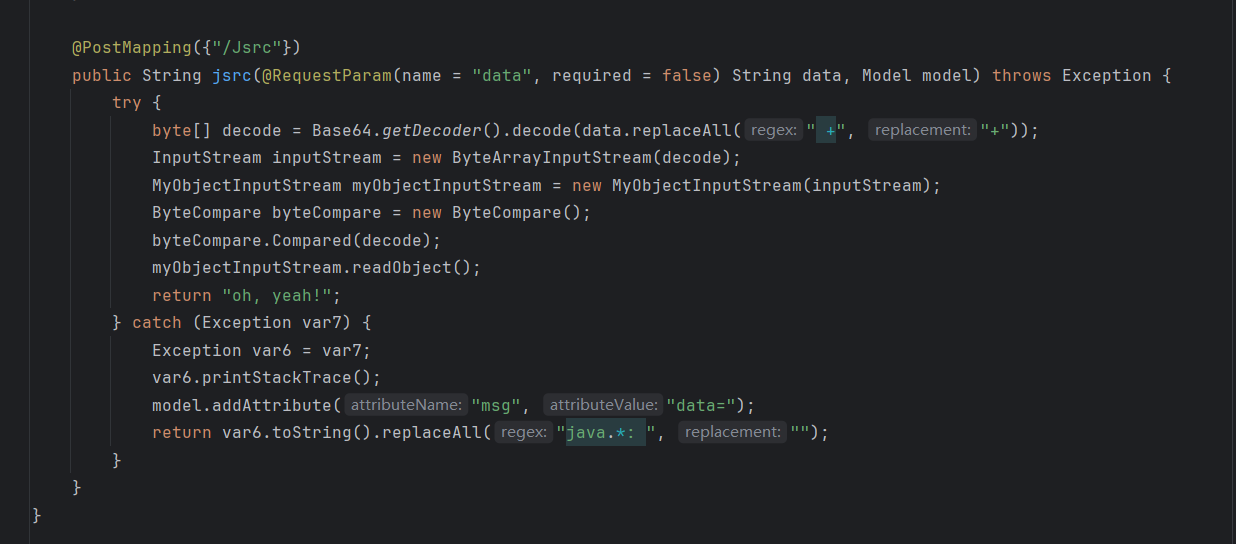 @PostMapping({"/Jsrc"})
public String jsrc(@RequestParam(name = "data", required = false) String data, Model model) throws Exception {
try {
byte[] decode = Base64.getDecoder().decode(data.replaceAll( regex: " +", replacement: "+"));
InputStream inputStream = new ByteArrayInputStream(decode);
MyObjectInputStream myObjectInputStream = new MyObjectInputStream(inputStream);
ByteCompare byteCompare = new ByteCompare();
byteCompare.Compared(decode);
myObjectInputStream.readObject();
return "oh, yeah!";
} catch (Exception var7) {
Exception var6 = var7;
var6.printStackTrace();
model.addAttribute( attributeName: "msg", attributeValue: "data=");
return var6.toString().replaceAll( regex: "java.*: ", replacement: "");
}
}
}